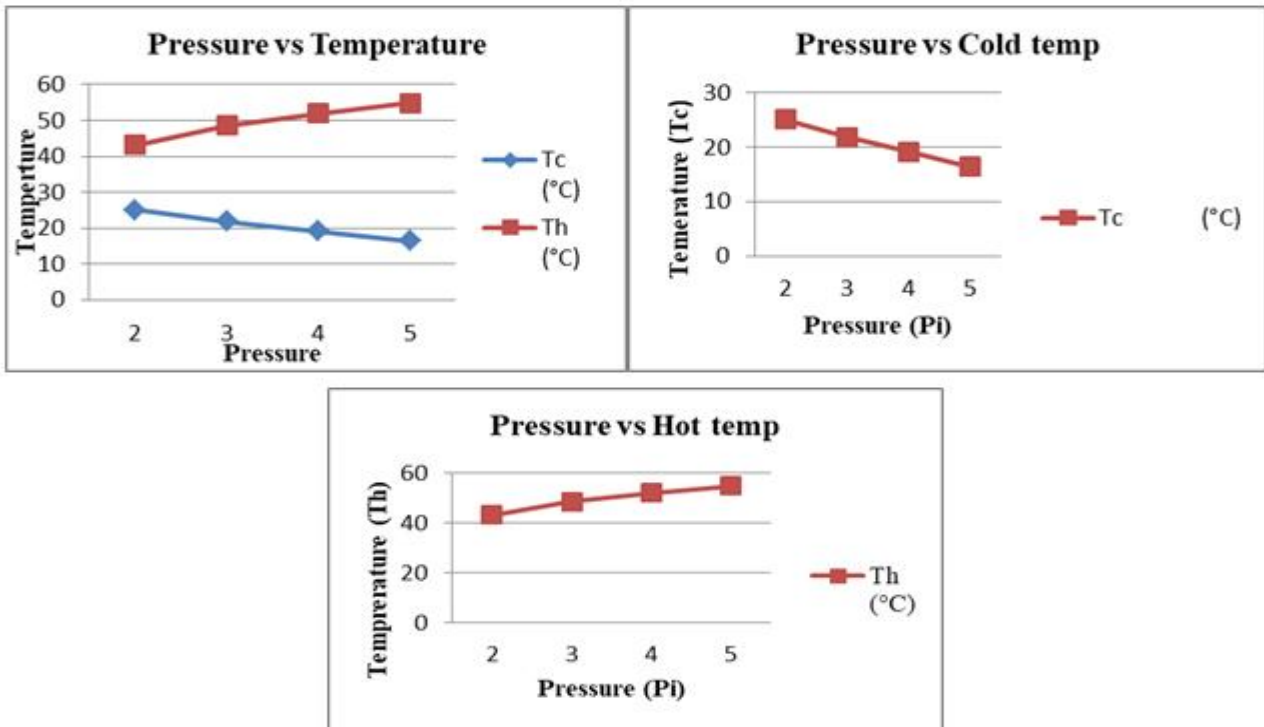 Pressure vs Temperature
60
50
40
30
20
10
0
Temperture
2 3 4 5
Pressure
Tc
(°C)
Th
(°C)
Pressure vs Cold temp
30
20
10
0
Temerature (Tc)
2 3 4 5
Pressure (Pi)
Tc (°C)
Pressure vs Hot temp
60
40
20
0
Temprerature (Th)
2 3 4 5
Pressure (Pi)
Th
(°C)